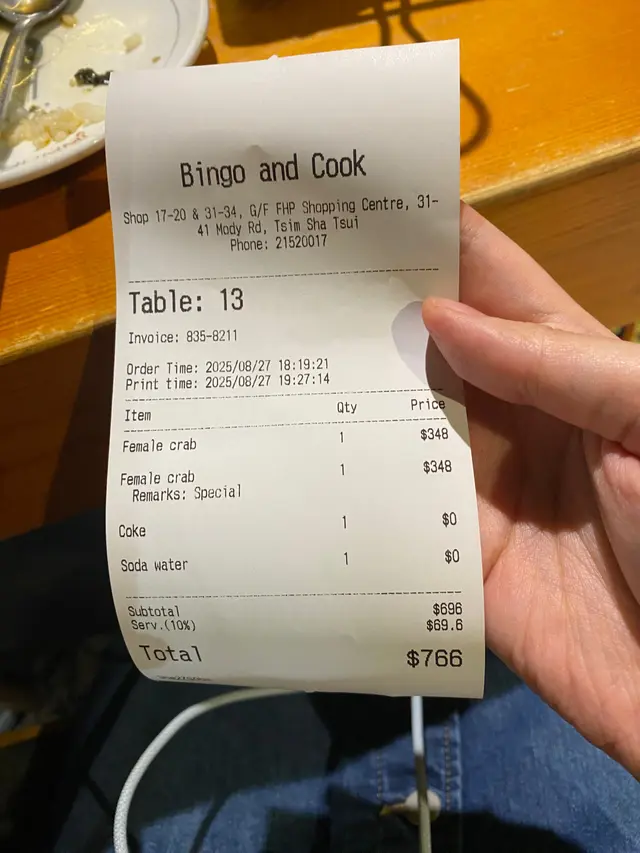 Bingo and Cook
Shop 17-20 & 31-34, G/F FHP Shopping Centre, 31-
41 Mody Rd, Tsim Sha Tsui
Phone: 21520017
Table: 13
Invoice: 835-8211
Order Time: 2025/08/27 18:19:21
Print time: 2025/08/27 19:27:14
Item Qty Price
Female crab 1 $348
Female crab 1 $348
Remarks: Special
Coke 1 $0
Soda water 1 $0
Subtotal $696
Serv.(10%) $69.6
Total $766